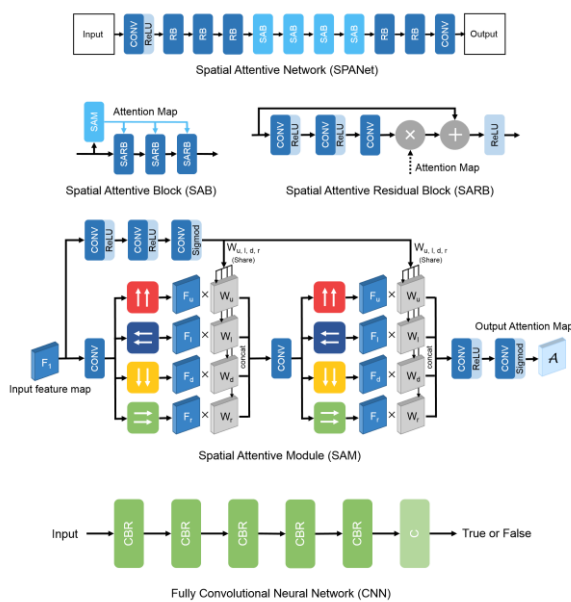 Input CONV ReLU RB RB RB SAB SAB SAB SAB RB RB CONV Output
Spatial Attentive Network (SPANet)
SAM Attention Map
SARB SARB SARB
Spatial Attentive Block (SAB)
CONV ReLU CONV ReLU CONV × + ReLU
Attention Map
Spatial Attentive Residual Block (SARB)
CONV ReLU CONV ReLU CONV Sigmod
W u, l, d, r
(Share)
W u, l, d, r
(Share)
F1
Input feature map
CONV
Fu × Wu
Fl × Wl
Fd × Wd
Fr × Wr
concat
CONV
Fu × Wu
Fl × Wl
Fd × Wd
Fr × Wr
concat
Output Attention Map
CONV ReLU CONV Sigmod A
Spatial Attentive Module (SAM)
Input CBR CBR CBR CBR CBR C True or False
Fully Convolutional Neural Network (CNN)